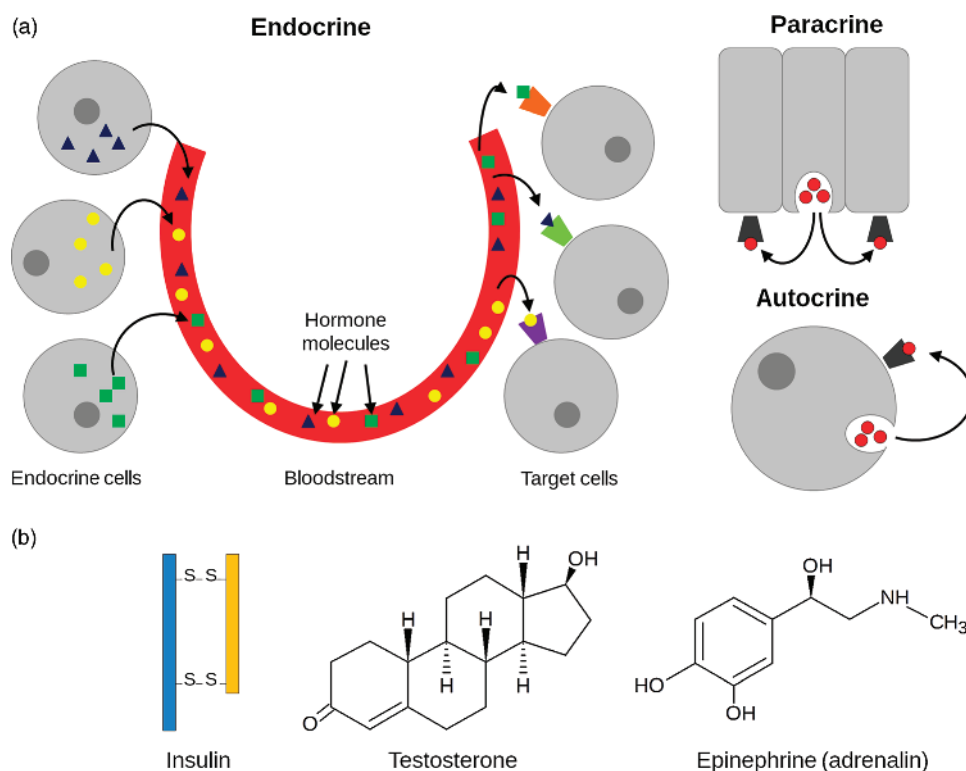 (a)
Endocrine
Paracrine
Hormone
molecules
Autocrine
Endocrine cells
Bloodstream
Target cells
(b)
S S
S S
Insulin
H
H
H
H
H
OH
O
Testosterone
OH
NH
CH3
HO
OH
Epinephrine (adrenalin)